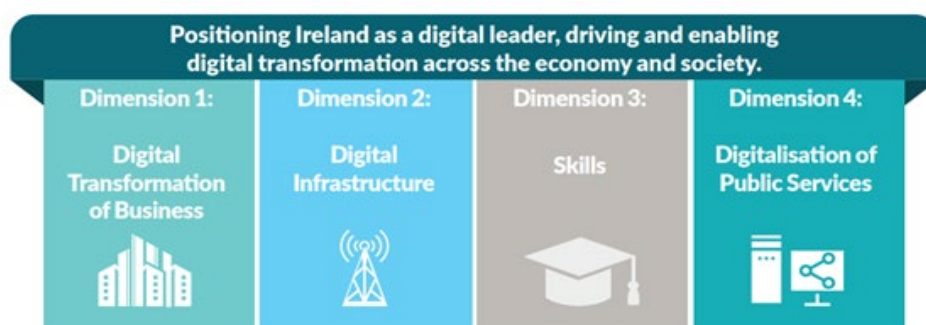 Positioning Ireland as a digital leader, driving and enabling
digital transformation across the economy and society.
Dimension 1:
Digital
Transformation
of Business
Dimension 2:
Digital
Infrastructure
Dimension 3:
Skills
Dimension 4:
Digitalisation of
Public Services